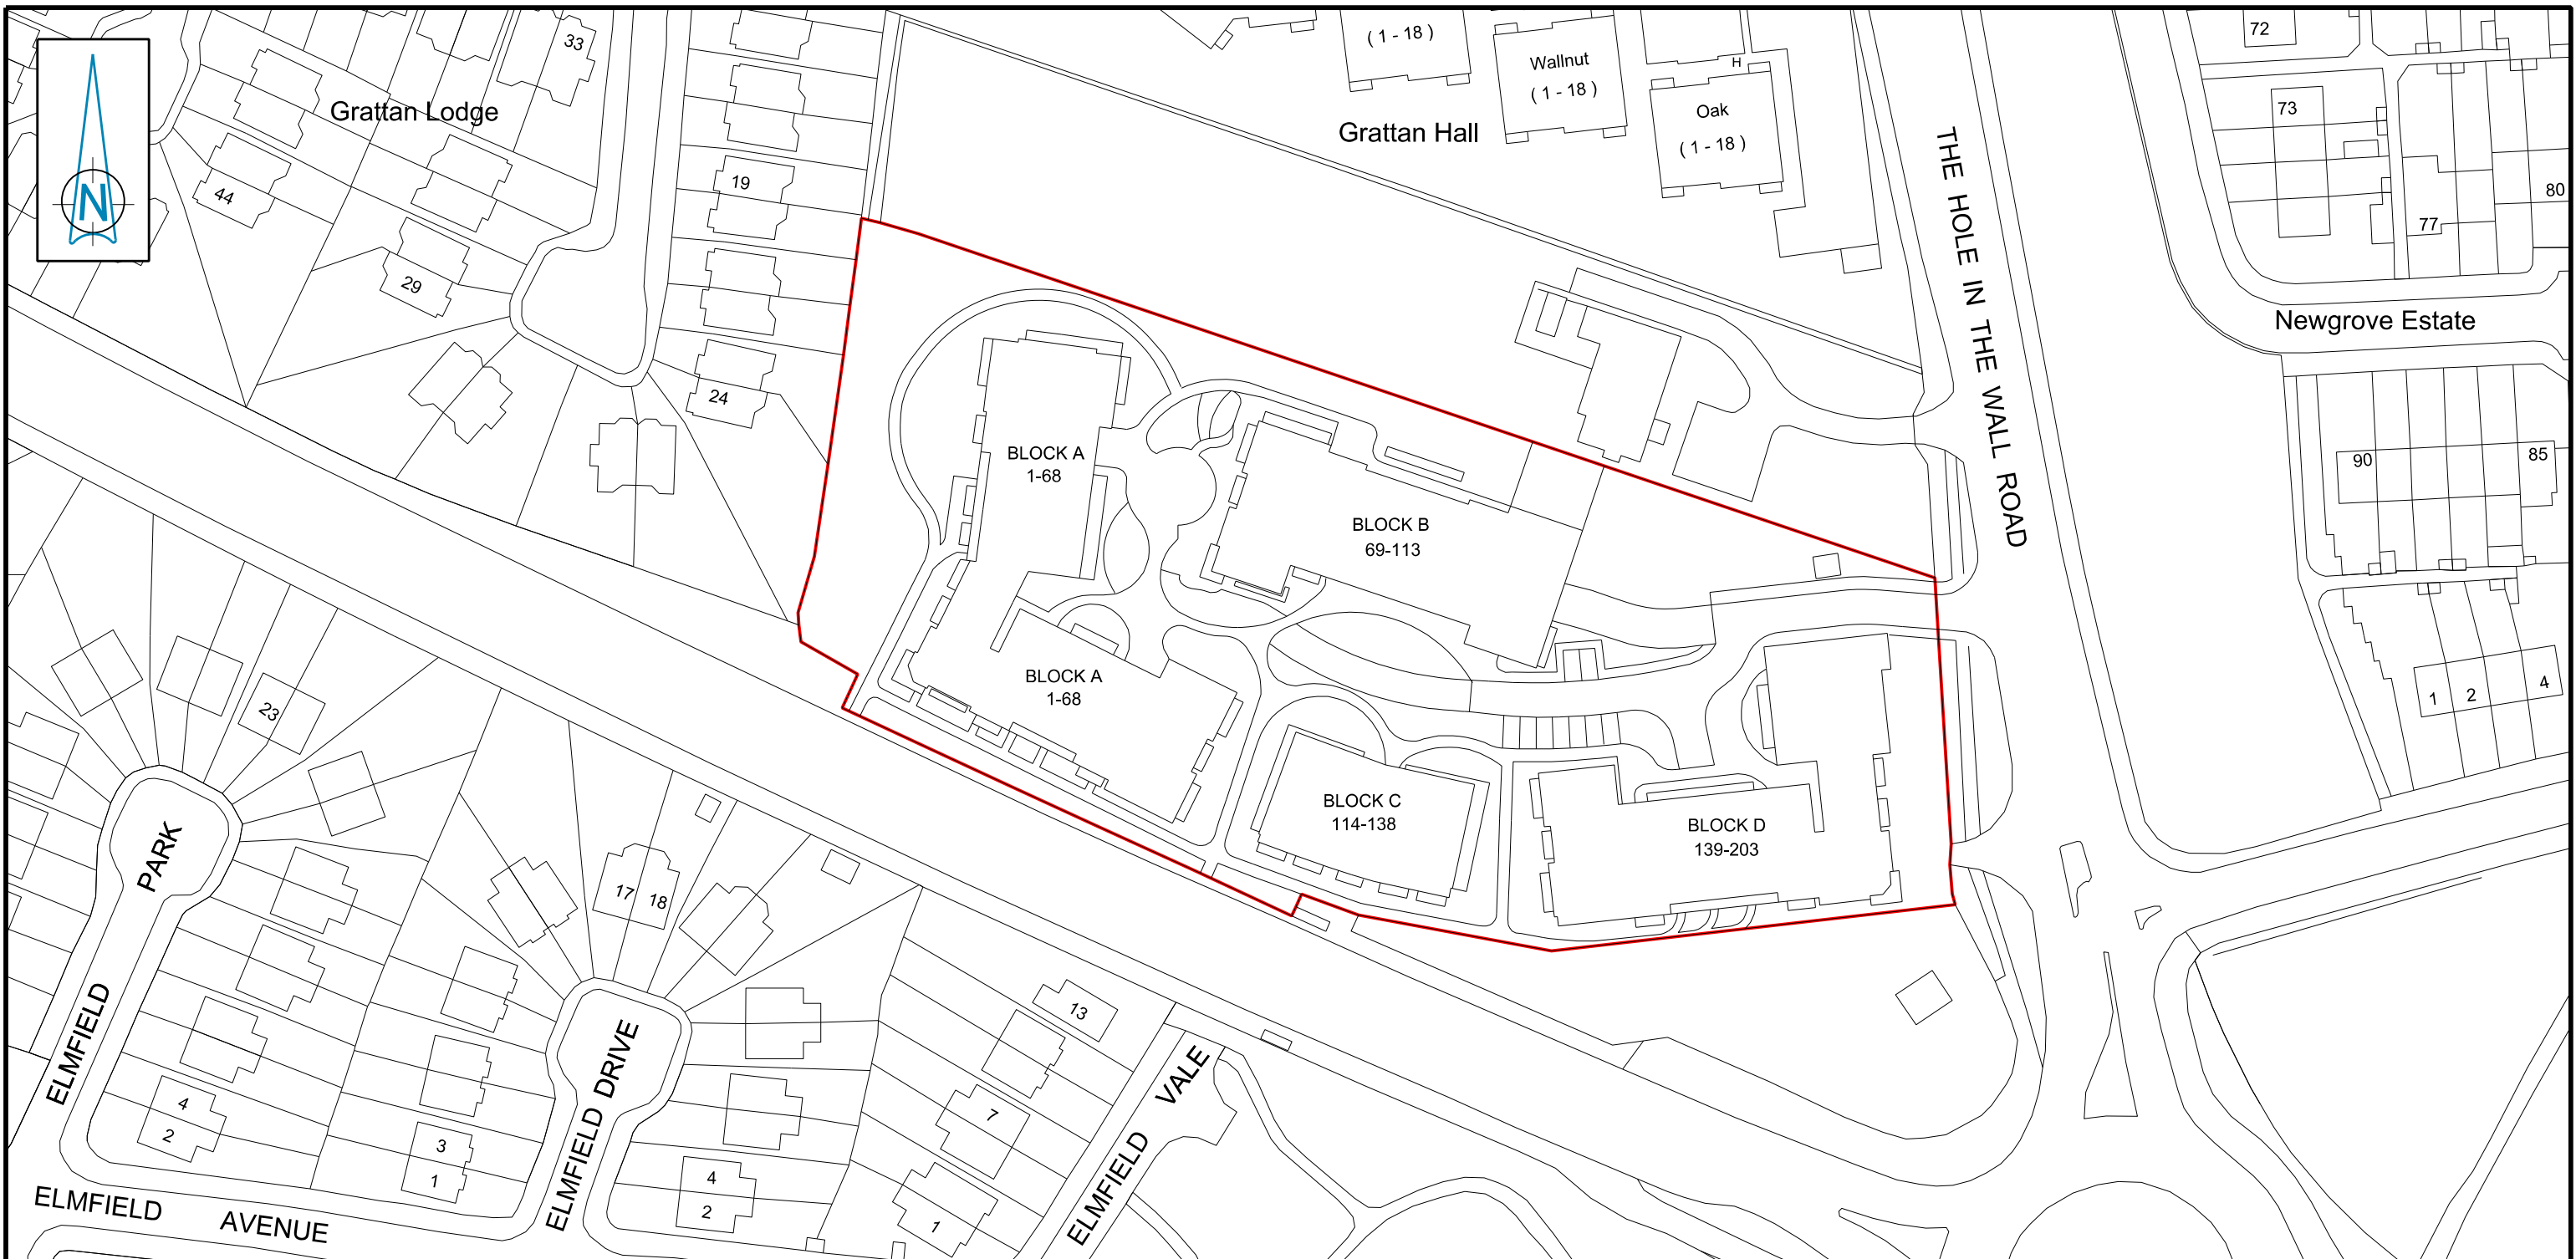 N
33
Grattan Lodge
44
29
19
24
( 1 - 18 )
Wallnut
( 1 - 18 )
H
Oak
( 1 - 18 )
Grattan Hall
THE HOLE IN THE WALL ROAD
72
73
77
80
Newgrove Estate
90
85
1
2
4
BLOCK A
1-68
BLOCK B
69-113
BLOCK A
1-68
BLOCK C
114-138
BLOCK D
139-203
23
17
18
ELMFIELD PARK
4
2
3
1
ELMFIELD DRIVE
4
2
13
7
1
ELMFIELD VALE
ELMFIELD AVENUE